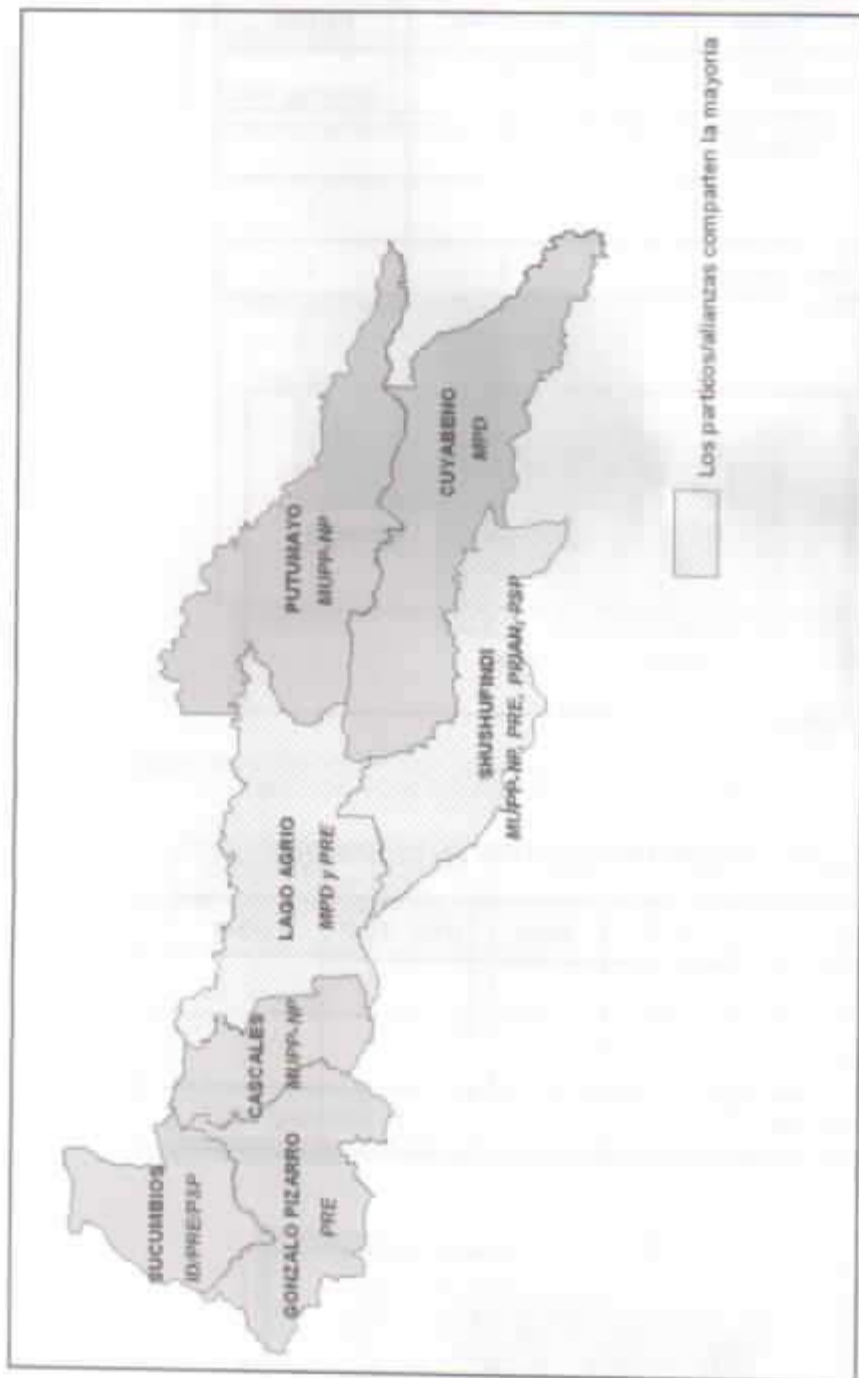 SUCUMBIOS
ID/PRE/P3P
GONZALO PIZARRO
PRE
CASCALES
MUPP-NP
LAGO AGRIO
MPD y PRE
PUTUMAYO
MUPP-NP
CUYABENO
MPD
SHUSHUFINDI
MUPP-NP, PRE, PRIAN, PSP
Los partidos/alianzas comparten la mayoría